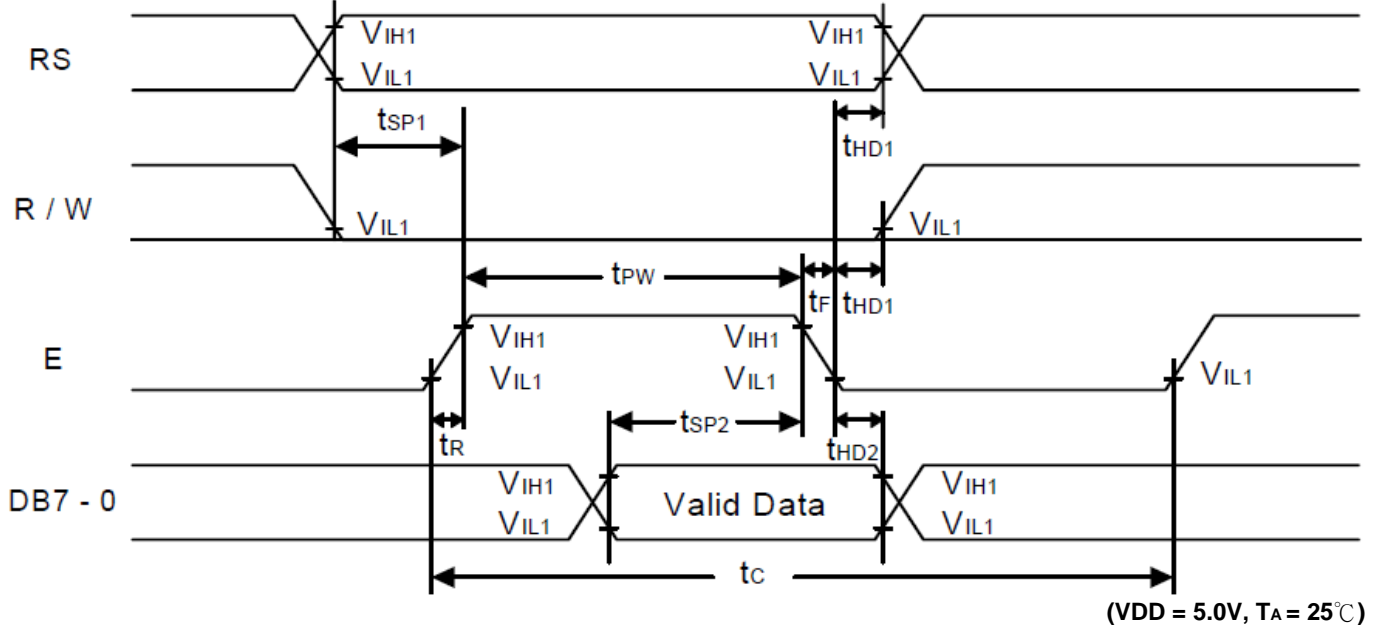 RS
VIH1
VIH1
VIL1
VIL1
tSP1
tHD1
R / W
VIL1
VIL1
tPW
tF
tHD1
E
VIH1
VIH1
VIL1
VIL1
VIL1
tSP2
tR
tHD2
DB7 - 0
VIH1
Valid Data
VIH1
VIL1
VIL1
tC
(VDD = 5.0V, TA = 25℃)